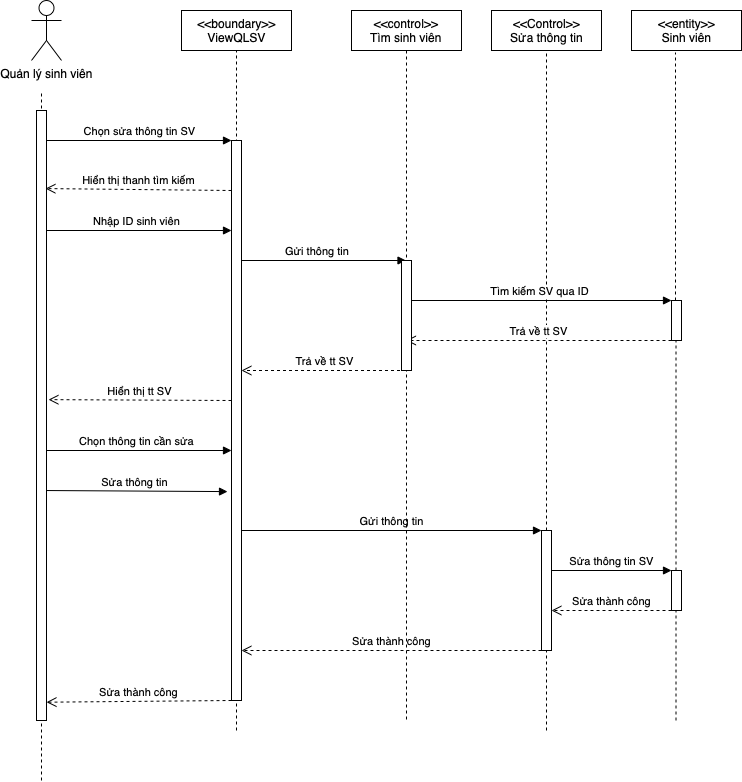 <<boundary>>
ViewQLSV
<<control>>
Tìm sinh viên
<<Control>>
Sửa thông tin
<<entity>>
Sinh viên
Quản lý sinh viên
Chọn sửa thông tin SV
Hiển thị thanh tìm kiếm
Nhập ID sinh viên
Gửi thông tin
Tìm kiếm SV qua ID
Trả về tt SV
Trả về tt SV
Hiển thị tt SV
Chọn thông tin cần sửa
Sửa thông tin
Gửi thông tin
Sửa thông tin SV
Sửa thành công
Sửa thành công
Sửa thành công